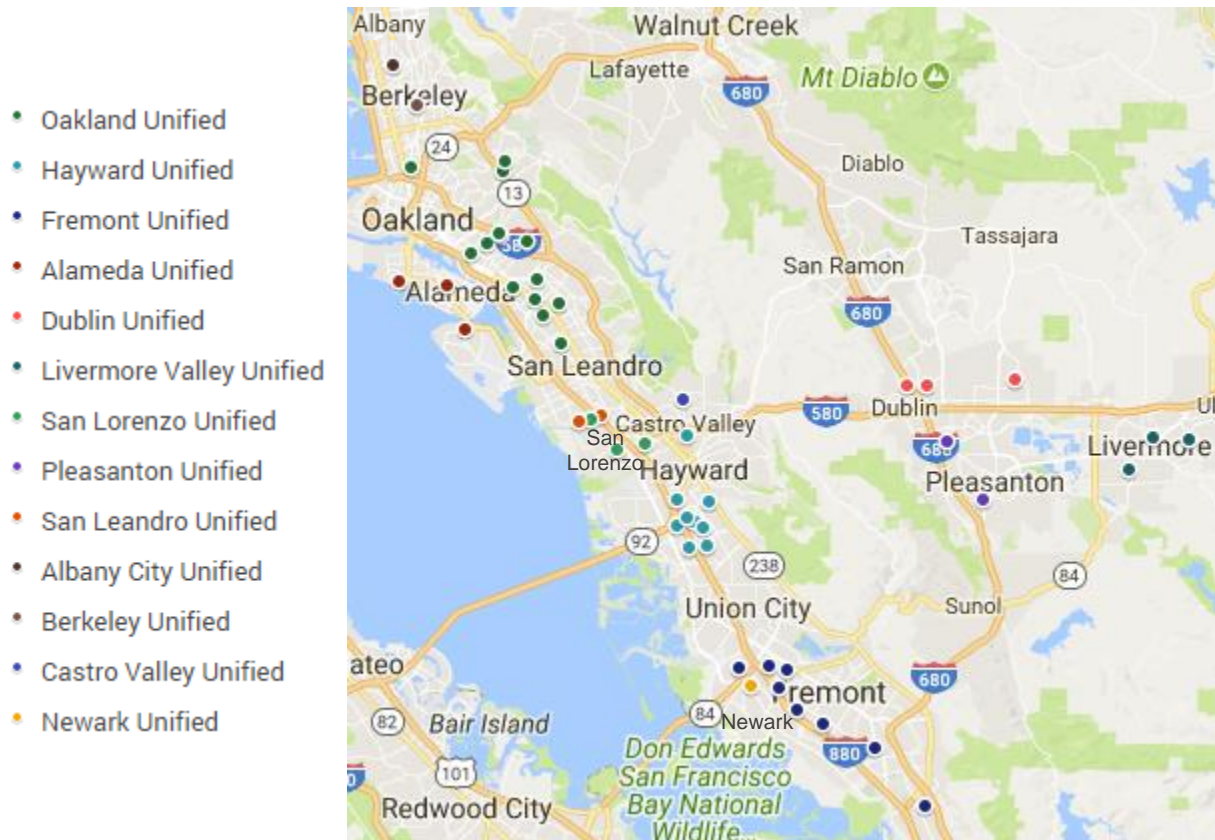 Oakland Unified
Hayward Unified
Fremont Unified
Alameda Unified
Dublin Unified
Livermore Valley Unified
San Lorenzo Unified
Pleasanton Unified
San Leandro Unified
Albany City Unified
Berkeley Unified
Castro Valley Unified
Newark Unified
Albany
Walnut Creek
Lafayette
Mt Diablo
680
Berkeley
24
Diablo
13
Oakland
580
Tassajara
San Ramon
Alameda
680
San Leandro
580
Dublin
Castro Valley
San
Lorenzo
Hayward
680
Livermore
Pleasanton
92
238
84
Union City
Sunol
ateo
680
Fremont
84
Newark
82
Bair Island
880
Don Edwards
San Francisco
Bay National
Wildlife...
101
0
Redwood City